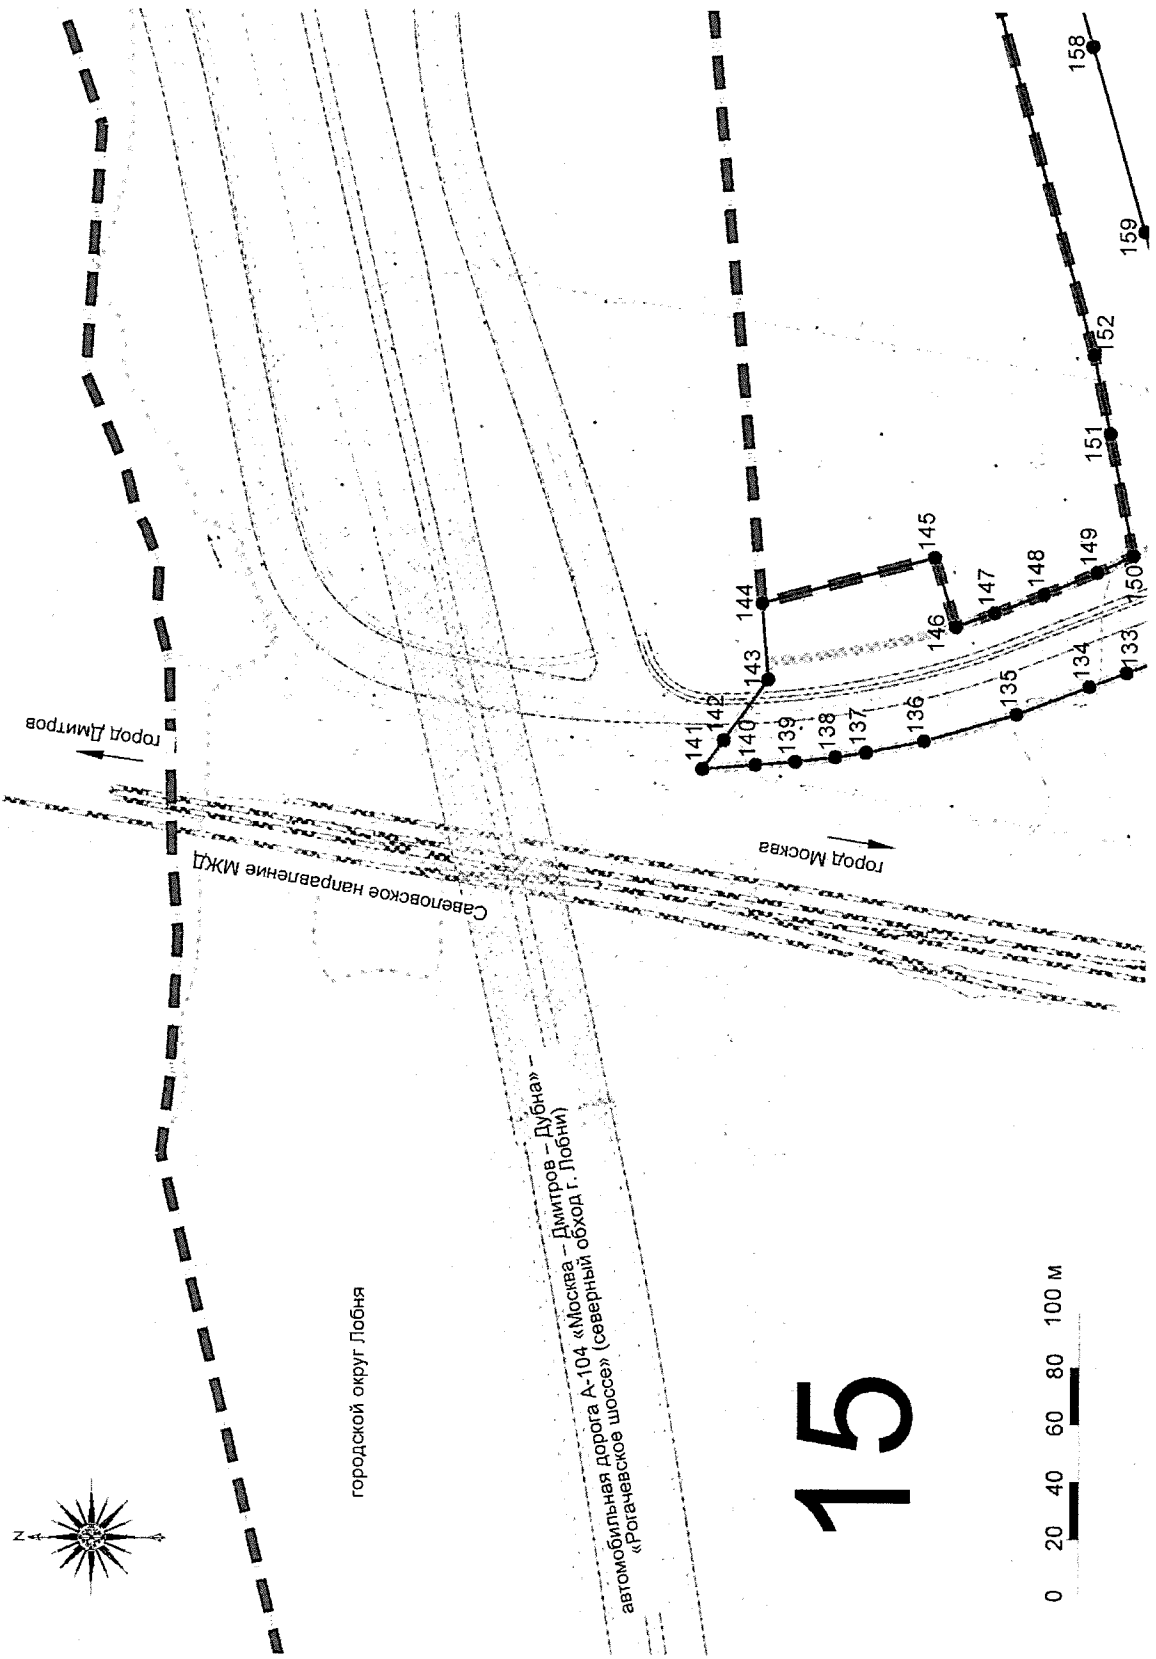 N
город Дмитров
Савеловское направление МЖД
городской округ Лобня
автомобильная дорога А-104 «Москва – Дмитров – Дубна» –
«Рогачевское шоссе» (северный обход г. Лобни)
город Москва
141
142
143
144
145
146
147
148
149
150
151
152
140
139
138
137
136
135
134
133
158
159
15
0 20 40 60 80 100 м